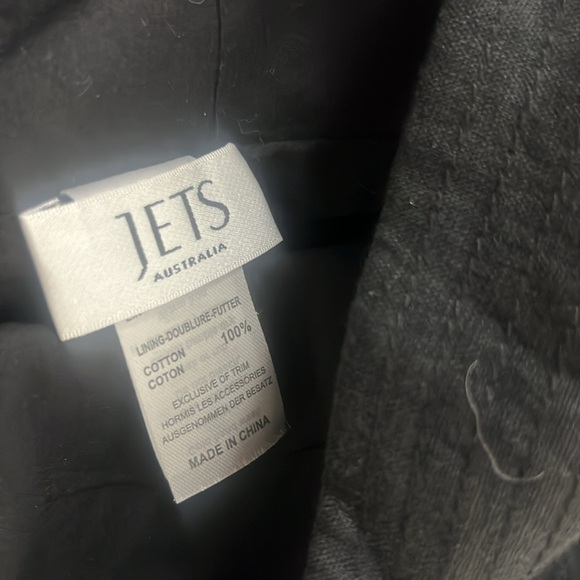 JETS
AUSTRALIA
LINING-DOUBLURE-FUTTER
COTTON 100%
COTON
EXCLUSIVE OF TRIM
HORMIS LES ACCESSORIES
AUSGENOMMEN DER BESATZ
MADE IN CHINA